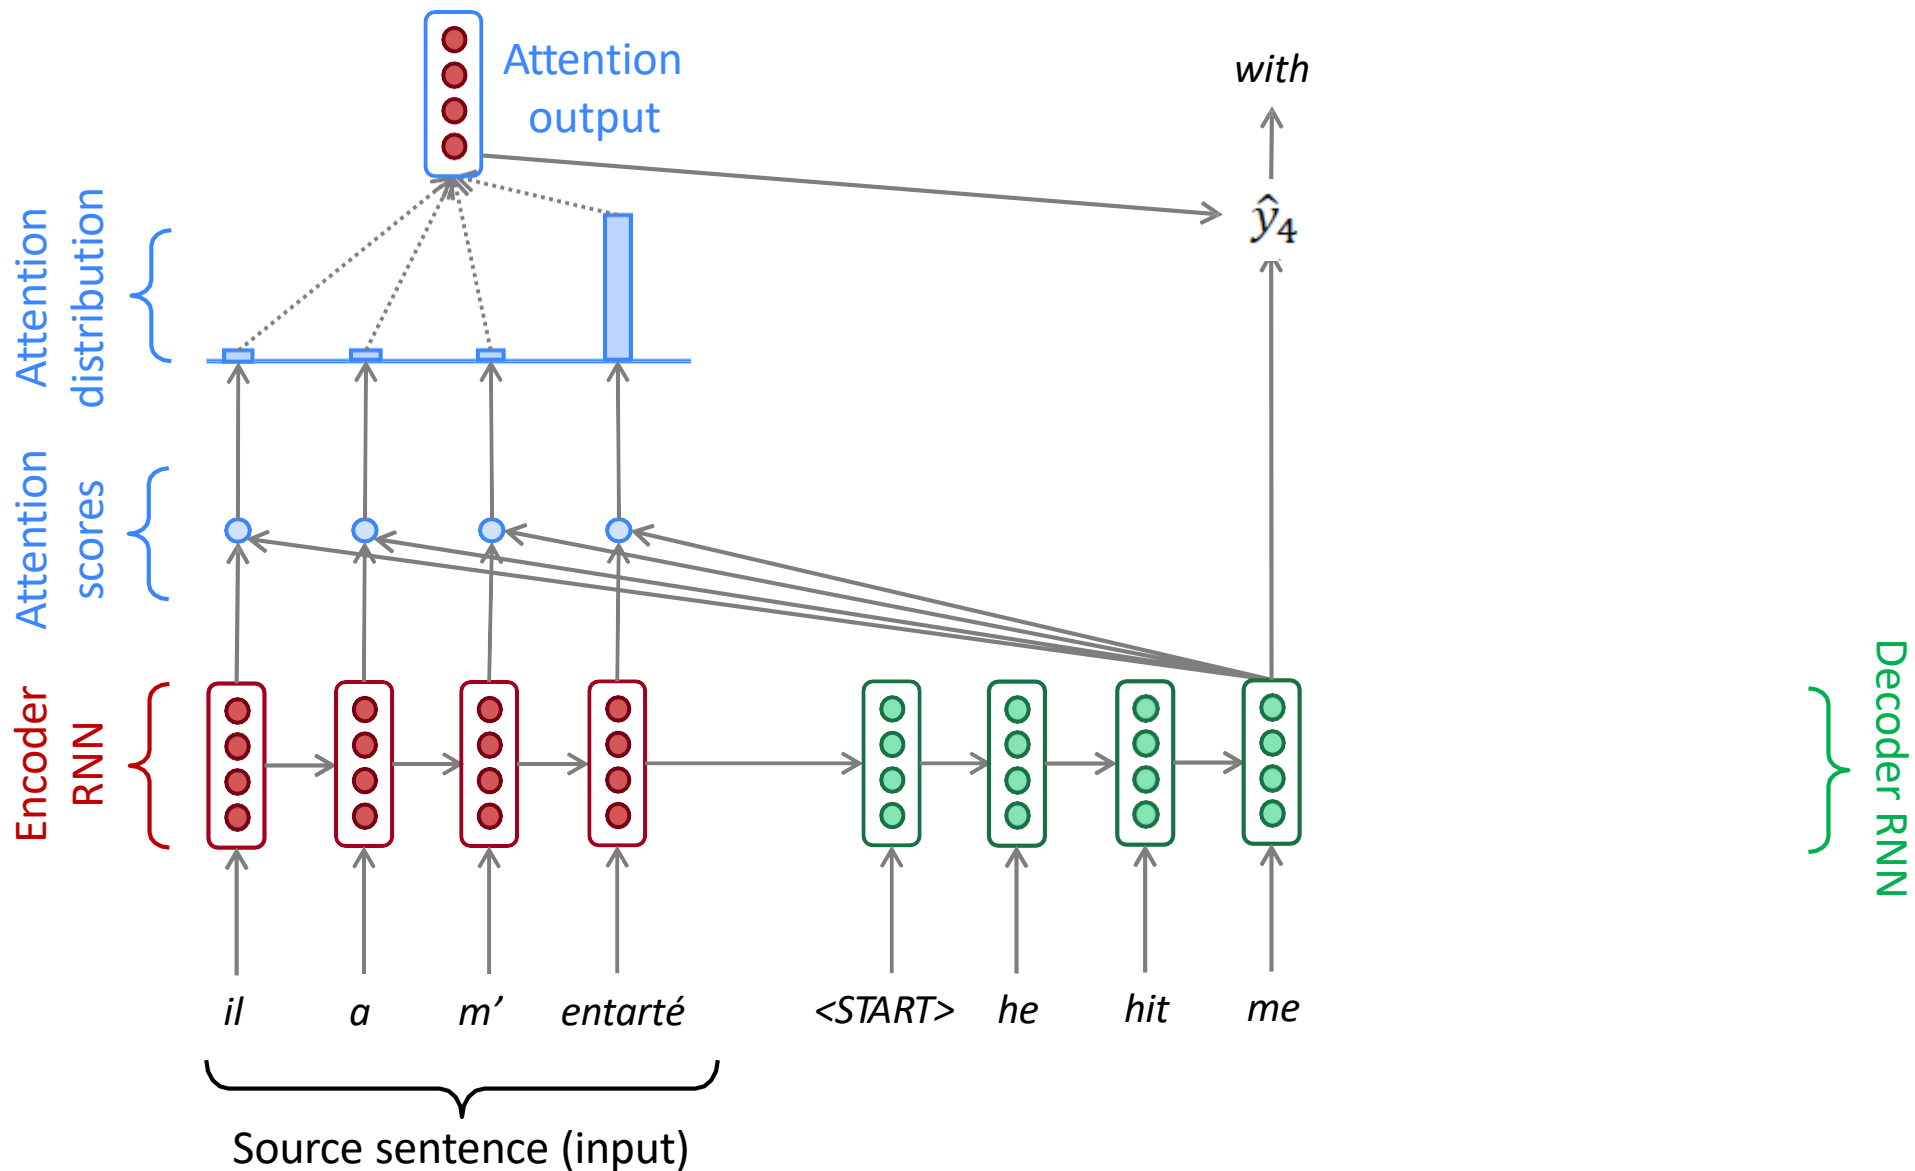 Attention
output
with
ŷ₄
Attention
distribution
Attention
scores
Encoder
RNN
Decoder RNN
il a m’ entarté <START> he hit me
Source sentence (input)